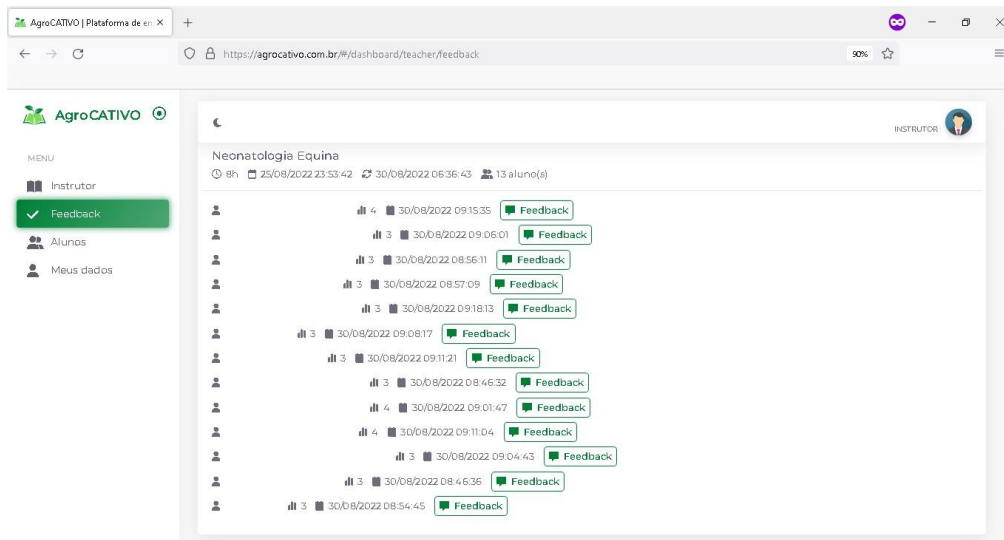 AgroCATIVO | Plataforma de en
https://agrocativo.com.br/#/dashboard/teacher/feedback
90%
AgroCATIVO
MENU
Instrutor
Feedback
Alunos
Meus dados
INSTRUTOR
Neonatologia Equina
8h 25/08/2022 23:53:42 30/08/2022 06:36:43 13 aluno(s)
4 30/08/2022 09:15:35 Feedback
3 30/08/2022 09:06:01 Feedback
3 30/08/2022 08:56:11 Feedback
3 30/08/2022 08:57:09 Feedback
3 30/08/2022 09:18:13 Feedback
3 30/08/2022 09:08:17 Feedback
3 30/08/2022 09:11:21 Feedback
3 30/08/2022 08:46:32 Feedback
4 30/08/2022 09:01:47 Feedback
4 30/08/2022 09:11:04 Feedback
3 30/08/2022 09:04:43 Feedback
3 30/08/2022 08:46:36 Feedback
3 30/08/2022 08:54:45 Feedback